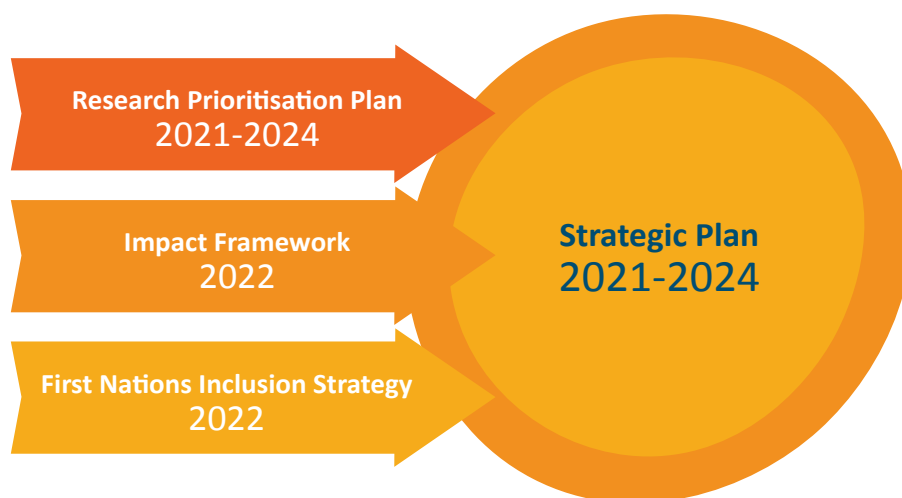 Research Prioritisation Plan
2021-2024
Impact Framework
2022
First Nations Inclusion Strategy
2022
Strategic Plan
2021-2024